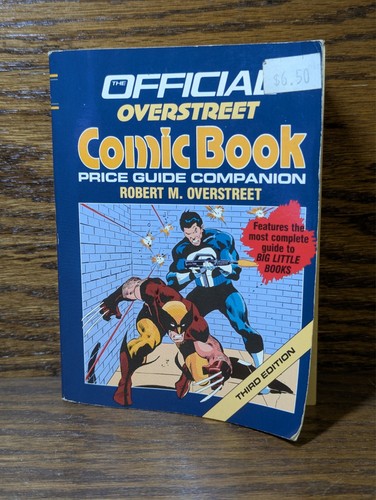 THE OFFICIAL
$6.50
OVERSTREET
Comic Book
PRICE GUIDE COMPANION
ROBERT M. OVERSTREET
Features the
most complete
guide to
BIG LITTLE
BOOKS
THIRD EDITION